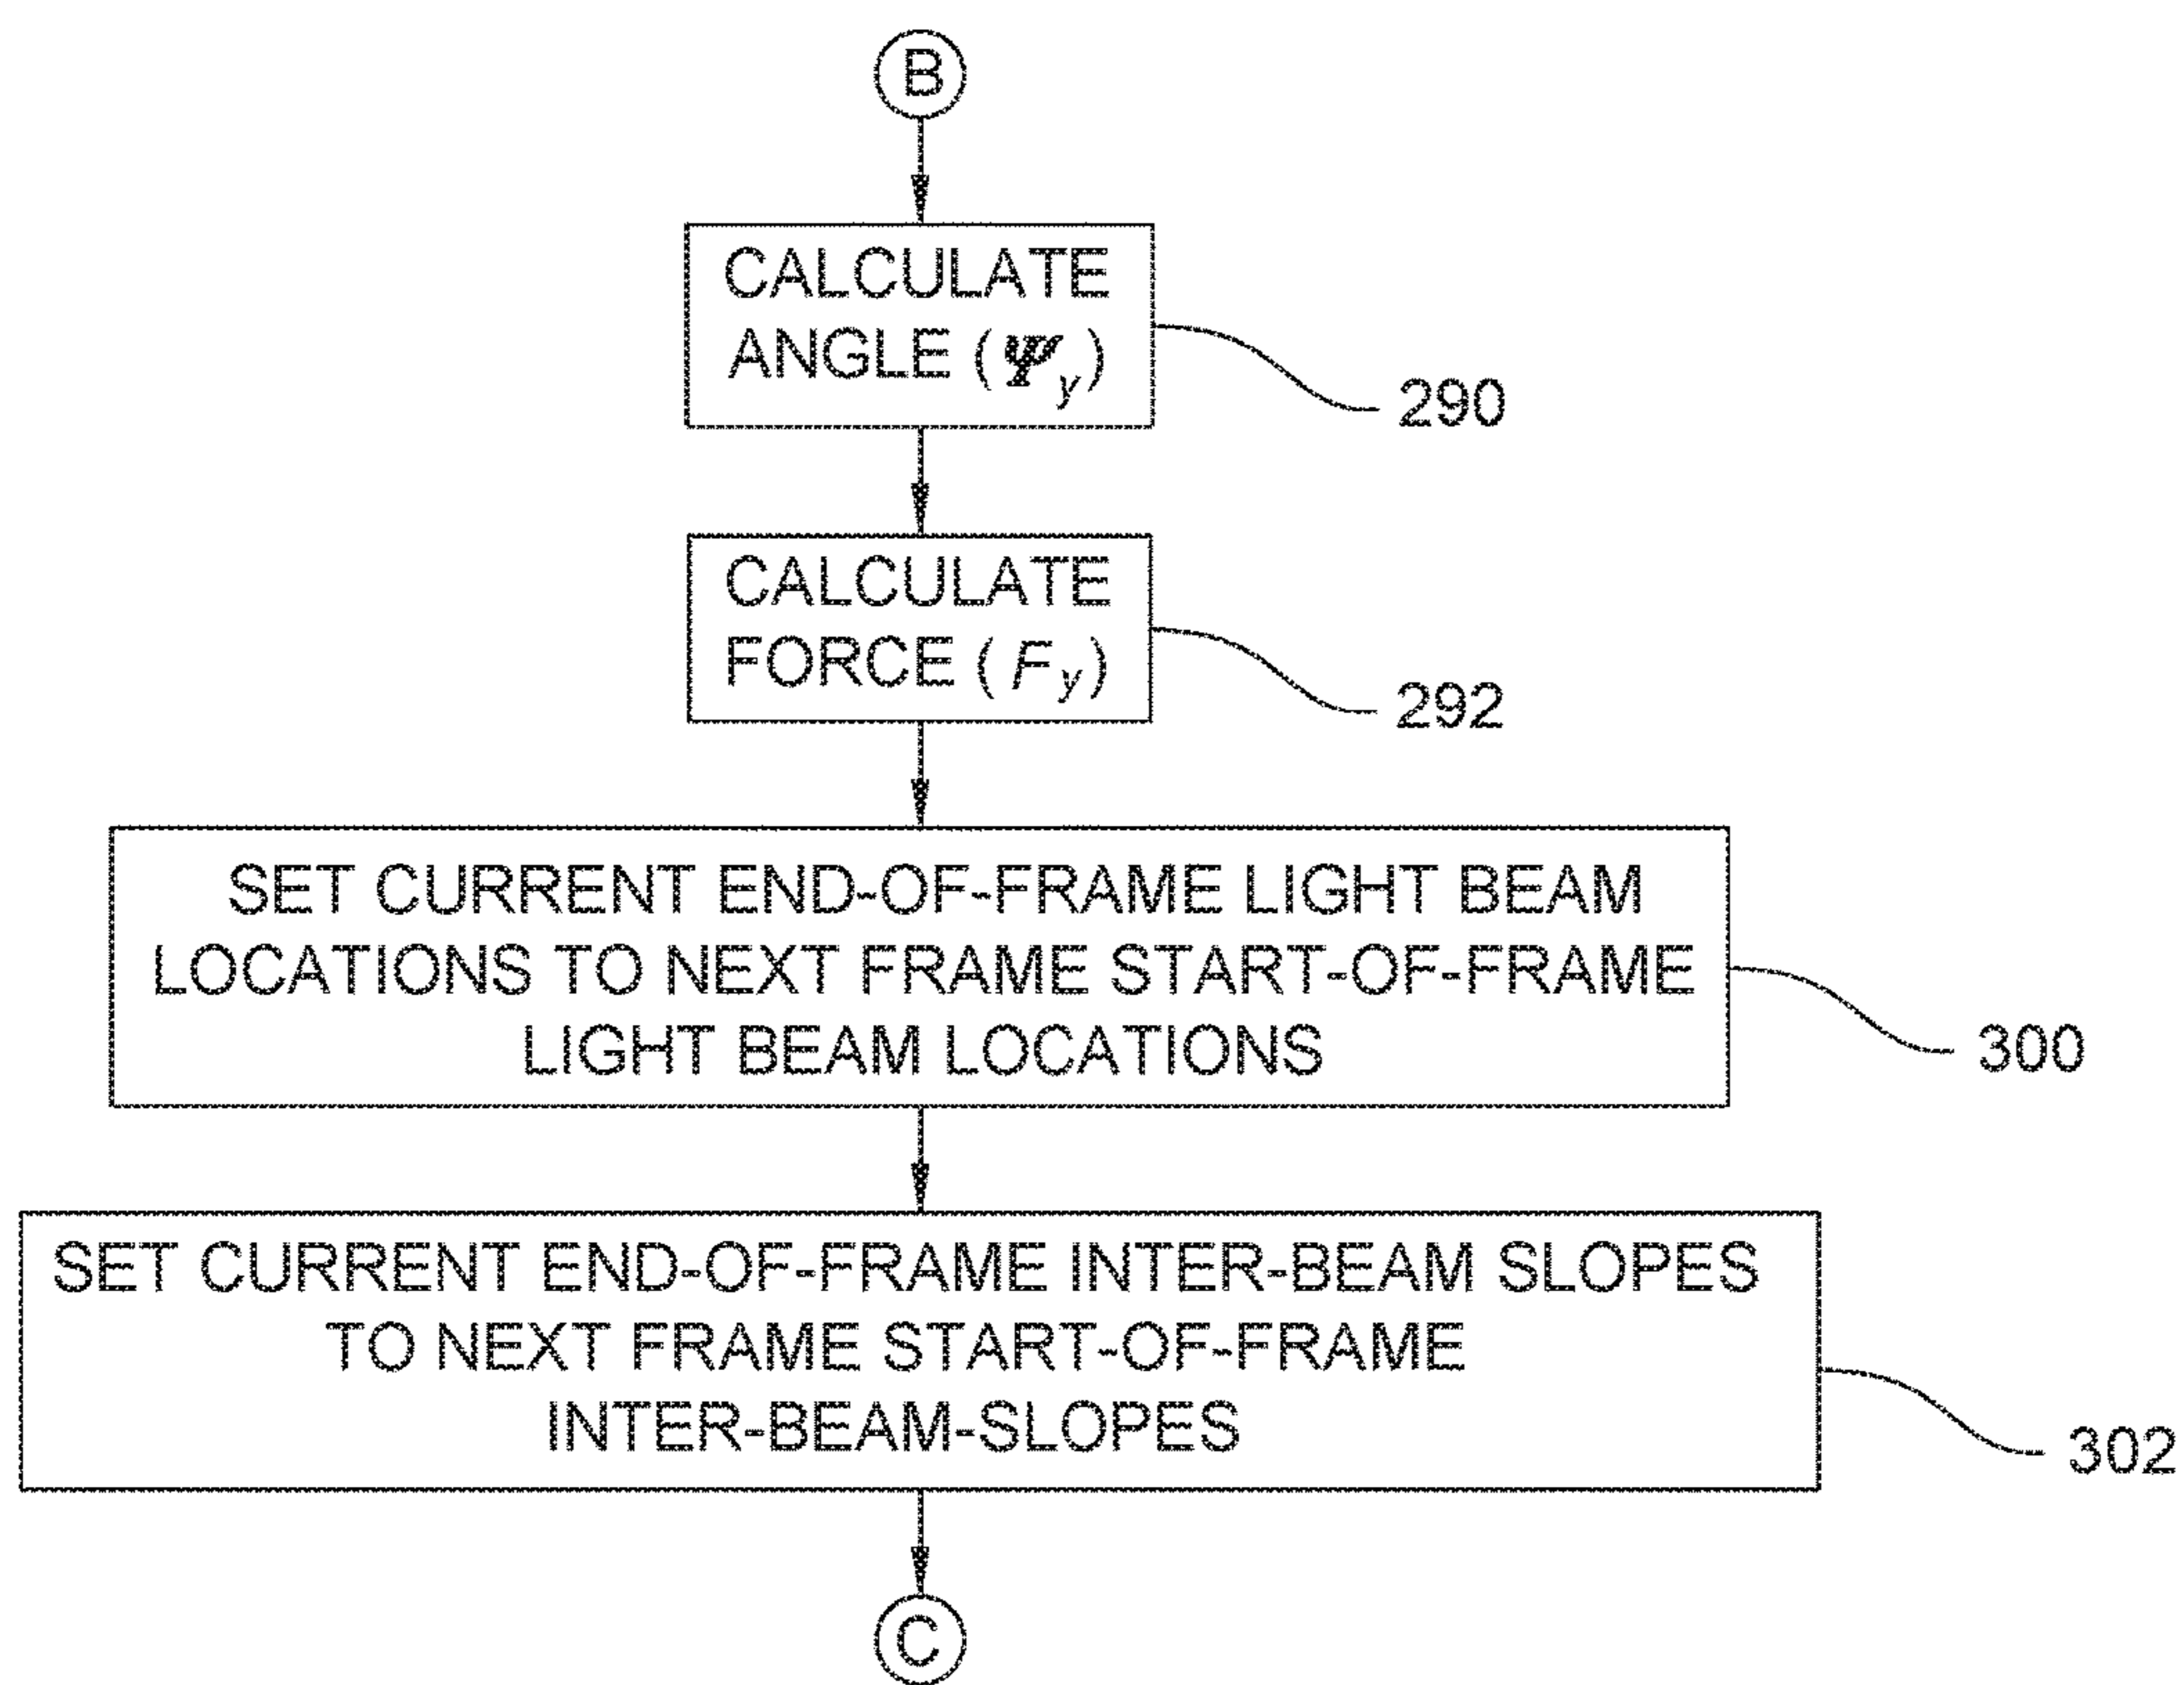 B
CALCULATE
ANGLE (Ψy)
290
CALCULATE
FORCE (Fy)
292
SET CURRENT END-OF-FRAME LIGHT BEAM
LOCATIONS TO NEXT FRAME START-OF-FRAME
LIGHT BEAM LOCATIONS
300
SET CURRENT END-OF-FRAME INTER-BEAM SLOPES
TO NEXT FRAME START-OF-FRAME
INTER-BEAM-SLOPES
302
C